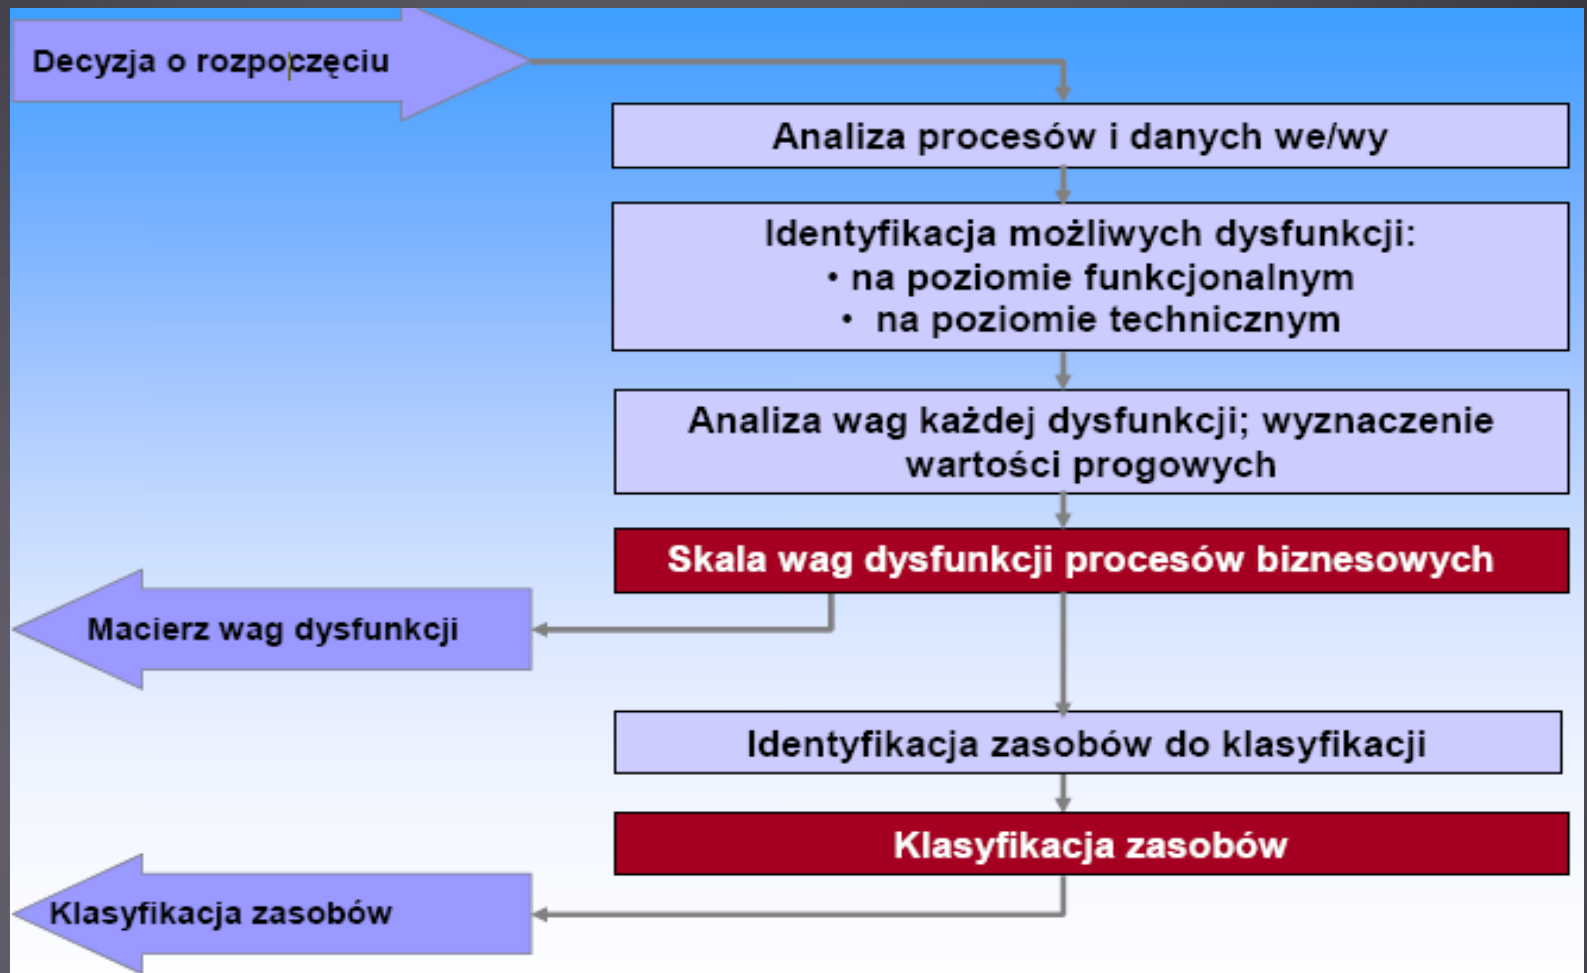 Decyzja o rozpoczęciu
Analiza procesów i danych we/wy
Identyfikacja możliwych dysfunkcji:
• na poziomie funkcjonalnym
• na poziomie technicznym
Analiza wag każdej dysfunkcji; wyznaczenie
wartości progowych
Skala wag dysfunkcji procesów biznesowych
Macierz wag dysfunkcji
Identyfikacja zasobów do klasyfikacji
Klasyfikacja zasobów
Klasyfikacja zasobów